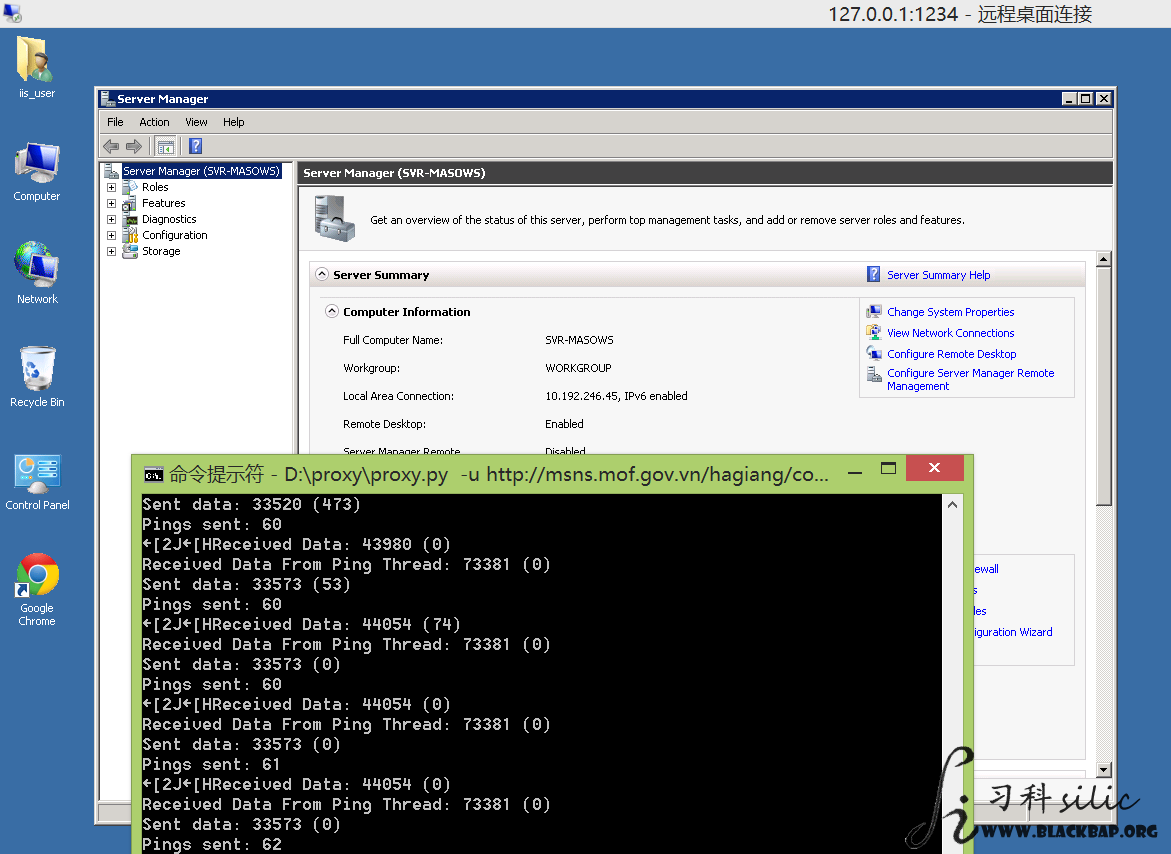 127.0.0.1:1234 - 远程桌面连接
iis_user
Computer
Network
Recycle Bin
Control Panel
Google
Chrome
Server Manager
File Action View Help
Server Manager (SVR-MASOWS)
Roles
Features
Diagnostics
Configuration
Storage
Server Manager (SVR-MASOWS)
Get an overview of the status of this server, perform top management tasks, and add or remove server roles and features.
Server Summary
Server Summary Help
Computer Information
Full Computer Name: SVR-MASOWS
Workgroup: WORKGROUP
Local Area Connection: 10.192.246.45, IPv6 enabled
Remote Desktop: Enabled
Server Manager Remote Disabled
Change System Properties
View Network Connections
Configure Remote Desktop
Configure Server Manager Remote
Management
ewall
s
les
iguration Wizard
命令提示符 - D:\proxy\proxy.py -u http://msns.mof.gov.vn/hagiang/co...
Sent data: 33520 (473)
Pings sent: 60
←[2J←[HReceived Data: 43980 (0)
Received Data From Ping Thread: 73381 (0)
Sent data: 33573 (53)
Pings sent: 60
←[2J←[HReceived Data: 44054 (74)
Received Data From Ping Thread: 73381 (0)
Sent data: 33573 (0)
Pings sent: 60
←[2J←[HReceived Data: 44054 (0)
Received Data From Ping Thread: 73381 (0)
Sent data: 33573 (0)
Pings sent: 61
←[2J←[HReceived Data: 44054 (0)
Received Data From Ping Thread: 73381 (0)
Sent data: 33573 (0)
Pings sent: 62
习科 silic
WWW.BLACKBAP.ORG